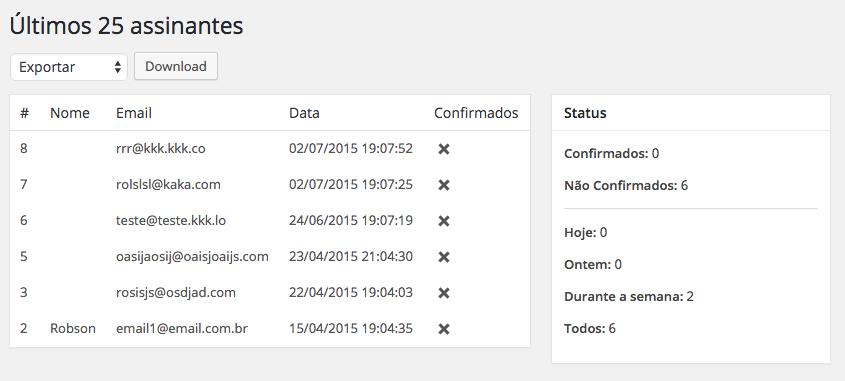 Últimos 25 assinantes
Exportar Download
# Nome Email Data Confirmados
8 rrr@kkk.kkk.co 02/07/2015 19:07:52
7 rolslsl@kaka.com 02/07/2015 19:07:25
6 teste@teste.kkk.lo 24/06/2015 19:07:19
5 oasijaosij@oaisjoaijs.com 23/04/2015 21:04:30
3 rosisjs@osdjad.com 22/04/2015 19:04:03
2 Robson email1@email.com.br 15/04/2015 19:04:35
Status
Confirmados: 0
Não Confirmados: 6
Hoje: 0
Ontem: 0
Durante a semana: 2
Todos: 6